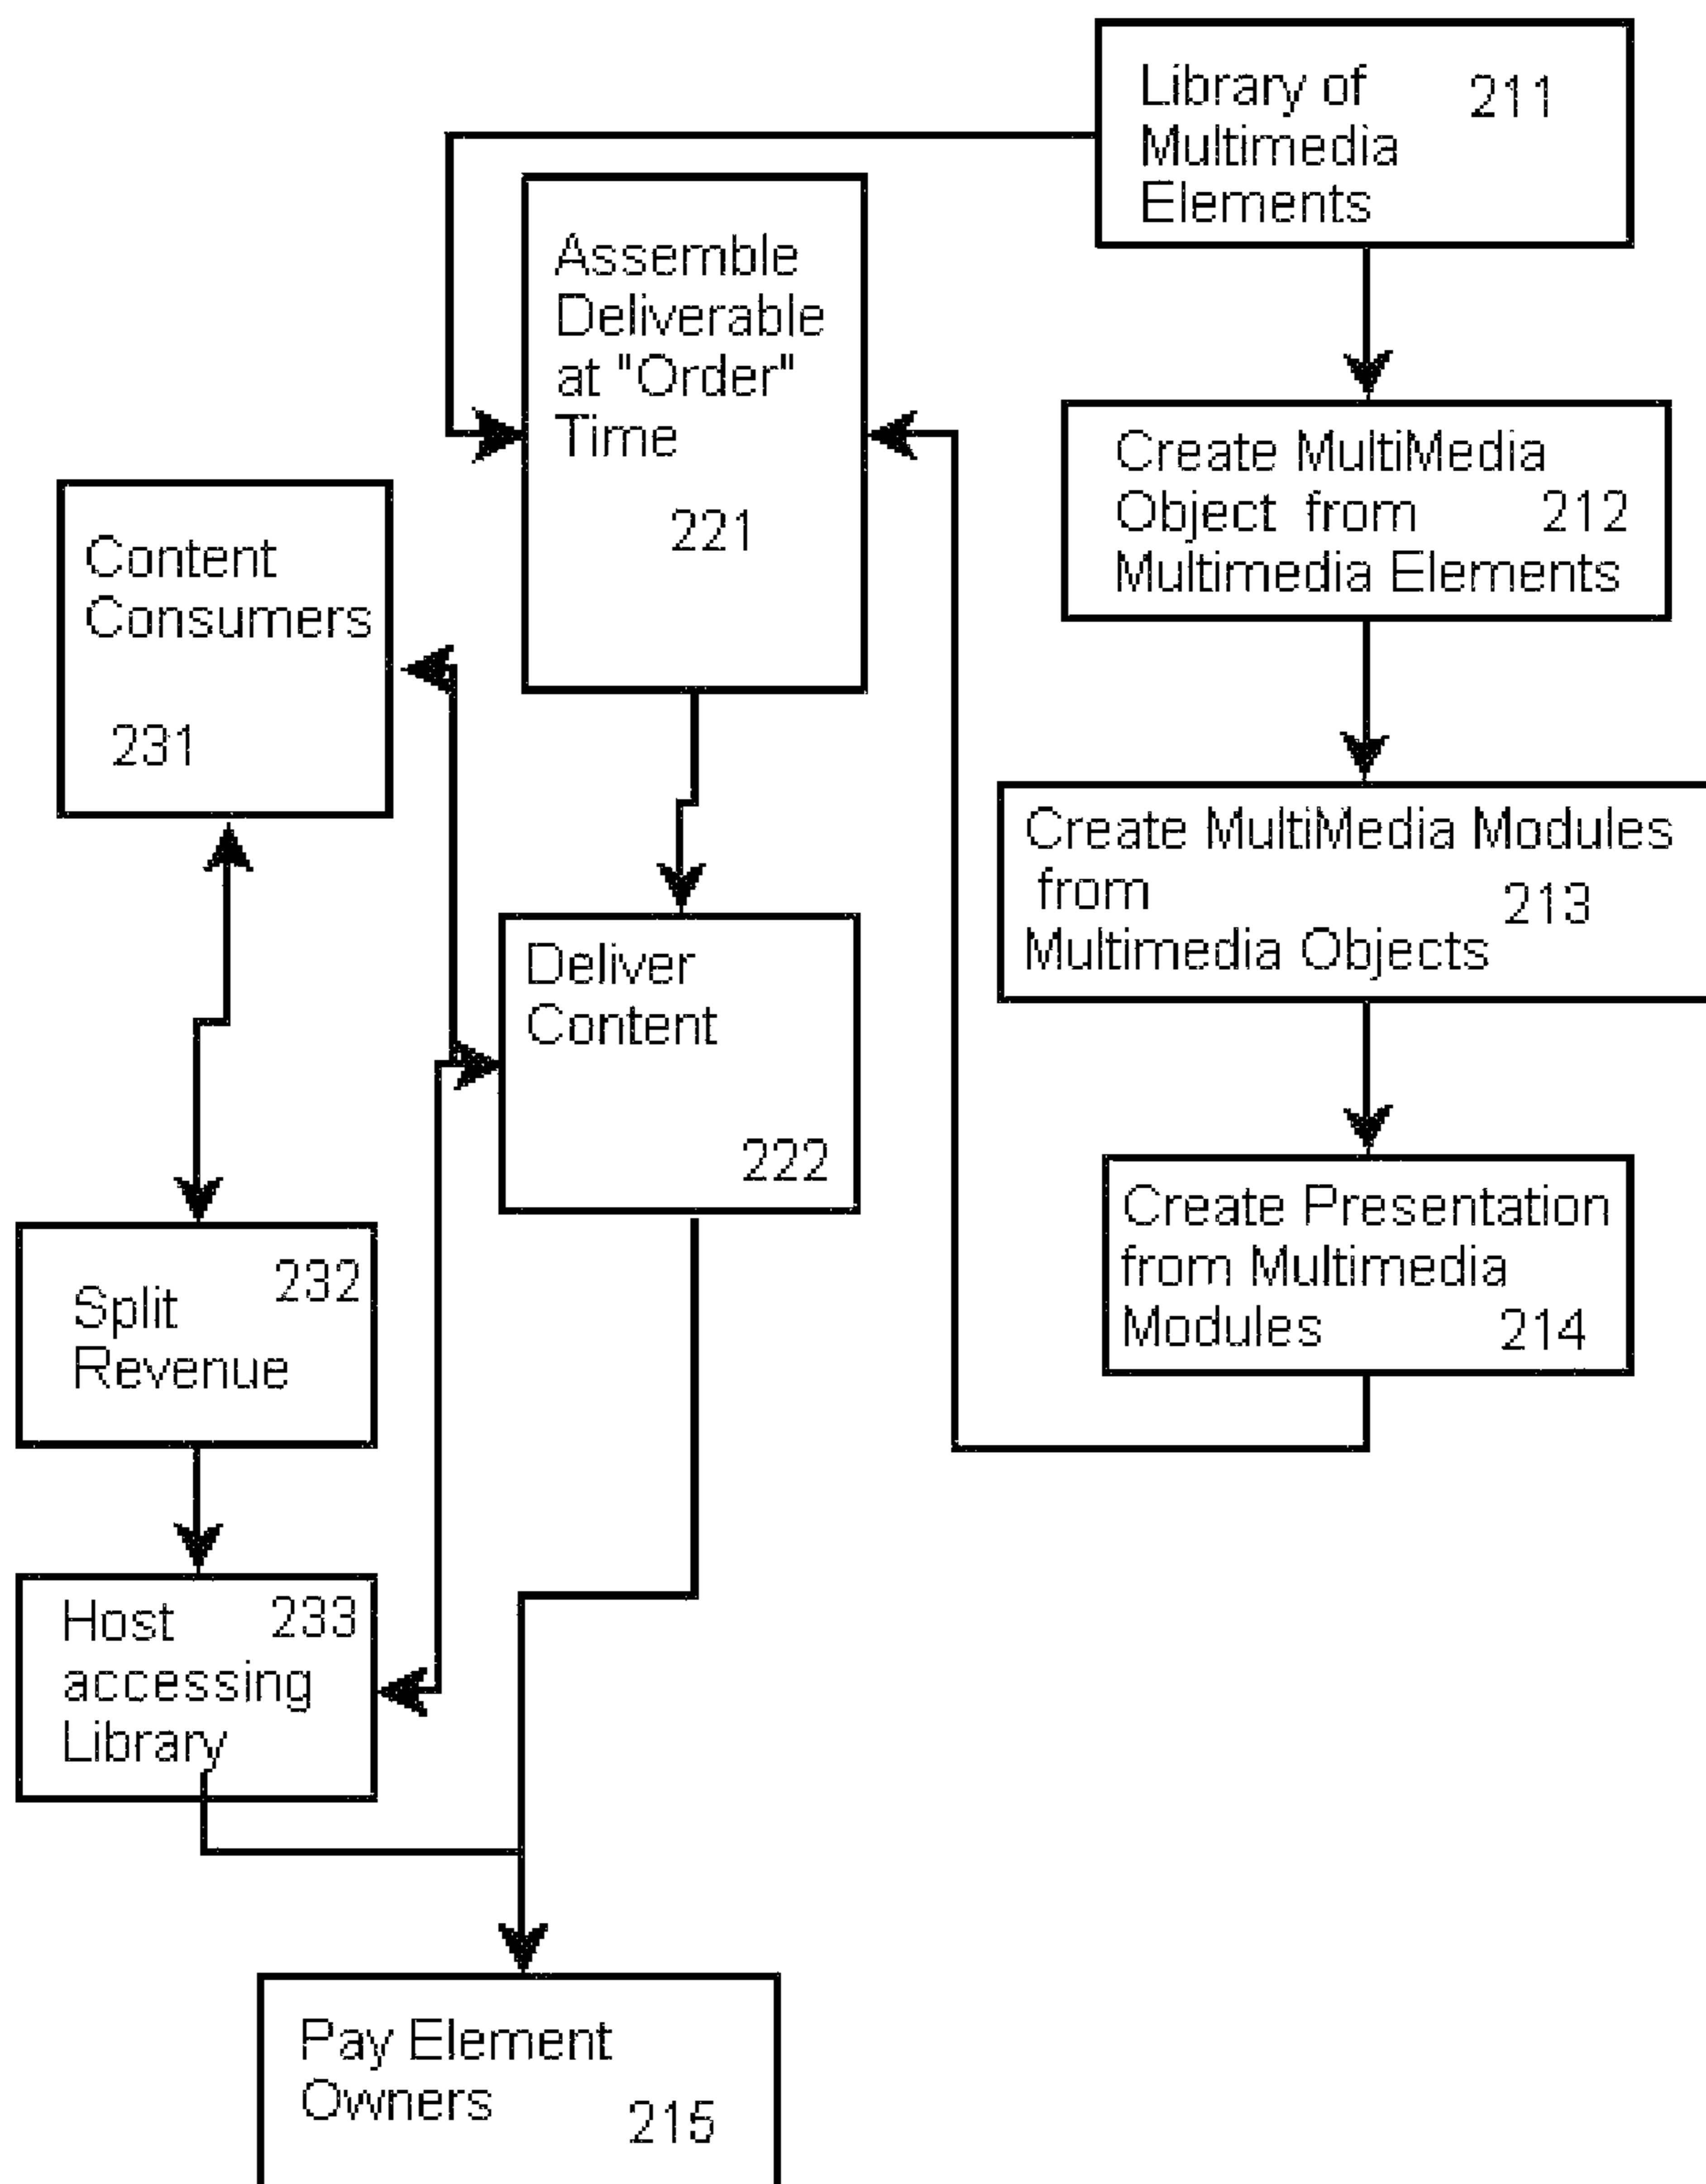 Library of 211
Multimedia
Elements
Assemble
Deliverable
at "Order"
Time
221
Create MultiMedia
Object from 212
Multimedia Elements
Content
Consumers
231
Create MultiMedia Modules
from
213
Multimedia Objects
Deliver
Content
222
Create Presentation
from Multimedia
Modules 214
232
Split
Revenue
Host 233
accessing
Library
Pay Element
Owners
215